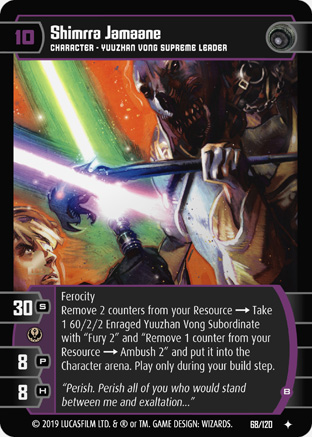 10
Shimrra Jamaane
CHARACTER - YUUZHAN VONG SUPREME LEADER
30 S
8 P
8 H
Ferocity
Remove 2 counters from your Resource → Take
1 60/2/2 Enraged Yuuzhan Vong Subordinate
with “Fury 2” and “Remove 1 counter from your
Resource → Ambush 2” and put it into the
Character arena. Play only during your build step.
“Perish. Perish all of you who would stand
between me and exaltation...”
B
© 2019 LUCASFILM LTD. & ® or TM. GAME DESIGN: WIZARDS.
68/120